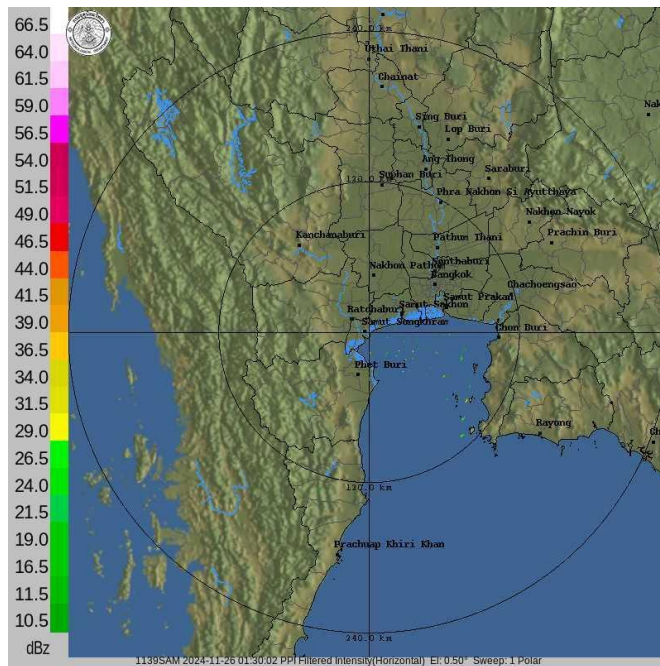 66.5
64.0
61.5
59.0
56.5
54.0
51.5
49.0
46.5
44.0
41.5
39.0
36.5
34.0
31.5
29.0
26.5
24.0
21.5
19.0
16.5
11.5
10.5
dBz
240.0 km
Uthai Thani
Chainat
Sing Buri
Lop Buri
Nak
Ang Thong
Saraburi
120.0 km
Suphan Buri
Phra Nakhon Si Ayutthaya
Nakhon Nayok
Kanchanaburi
Pathum Thani
Prachin Buri
Nonthaburi
Nakhon Pathom
Bangkok
Chachoengsao
Samut Prakan
Samut Sakhon
Ratchaburi
Samut Songkhram
Chon Buri
Phet Buri
Rayong
Ch
120.0 km
Prachuap Khiri Khan
240.0 km
1139SAM 2024-11-26 01:30:02 PPI Filtered Intensity(Horizontal) El: 0.50° Sweep: 1 Polar